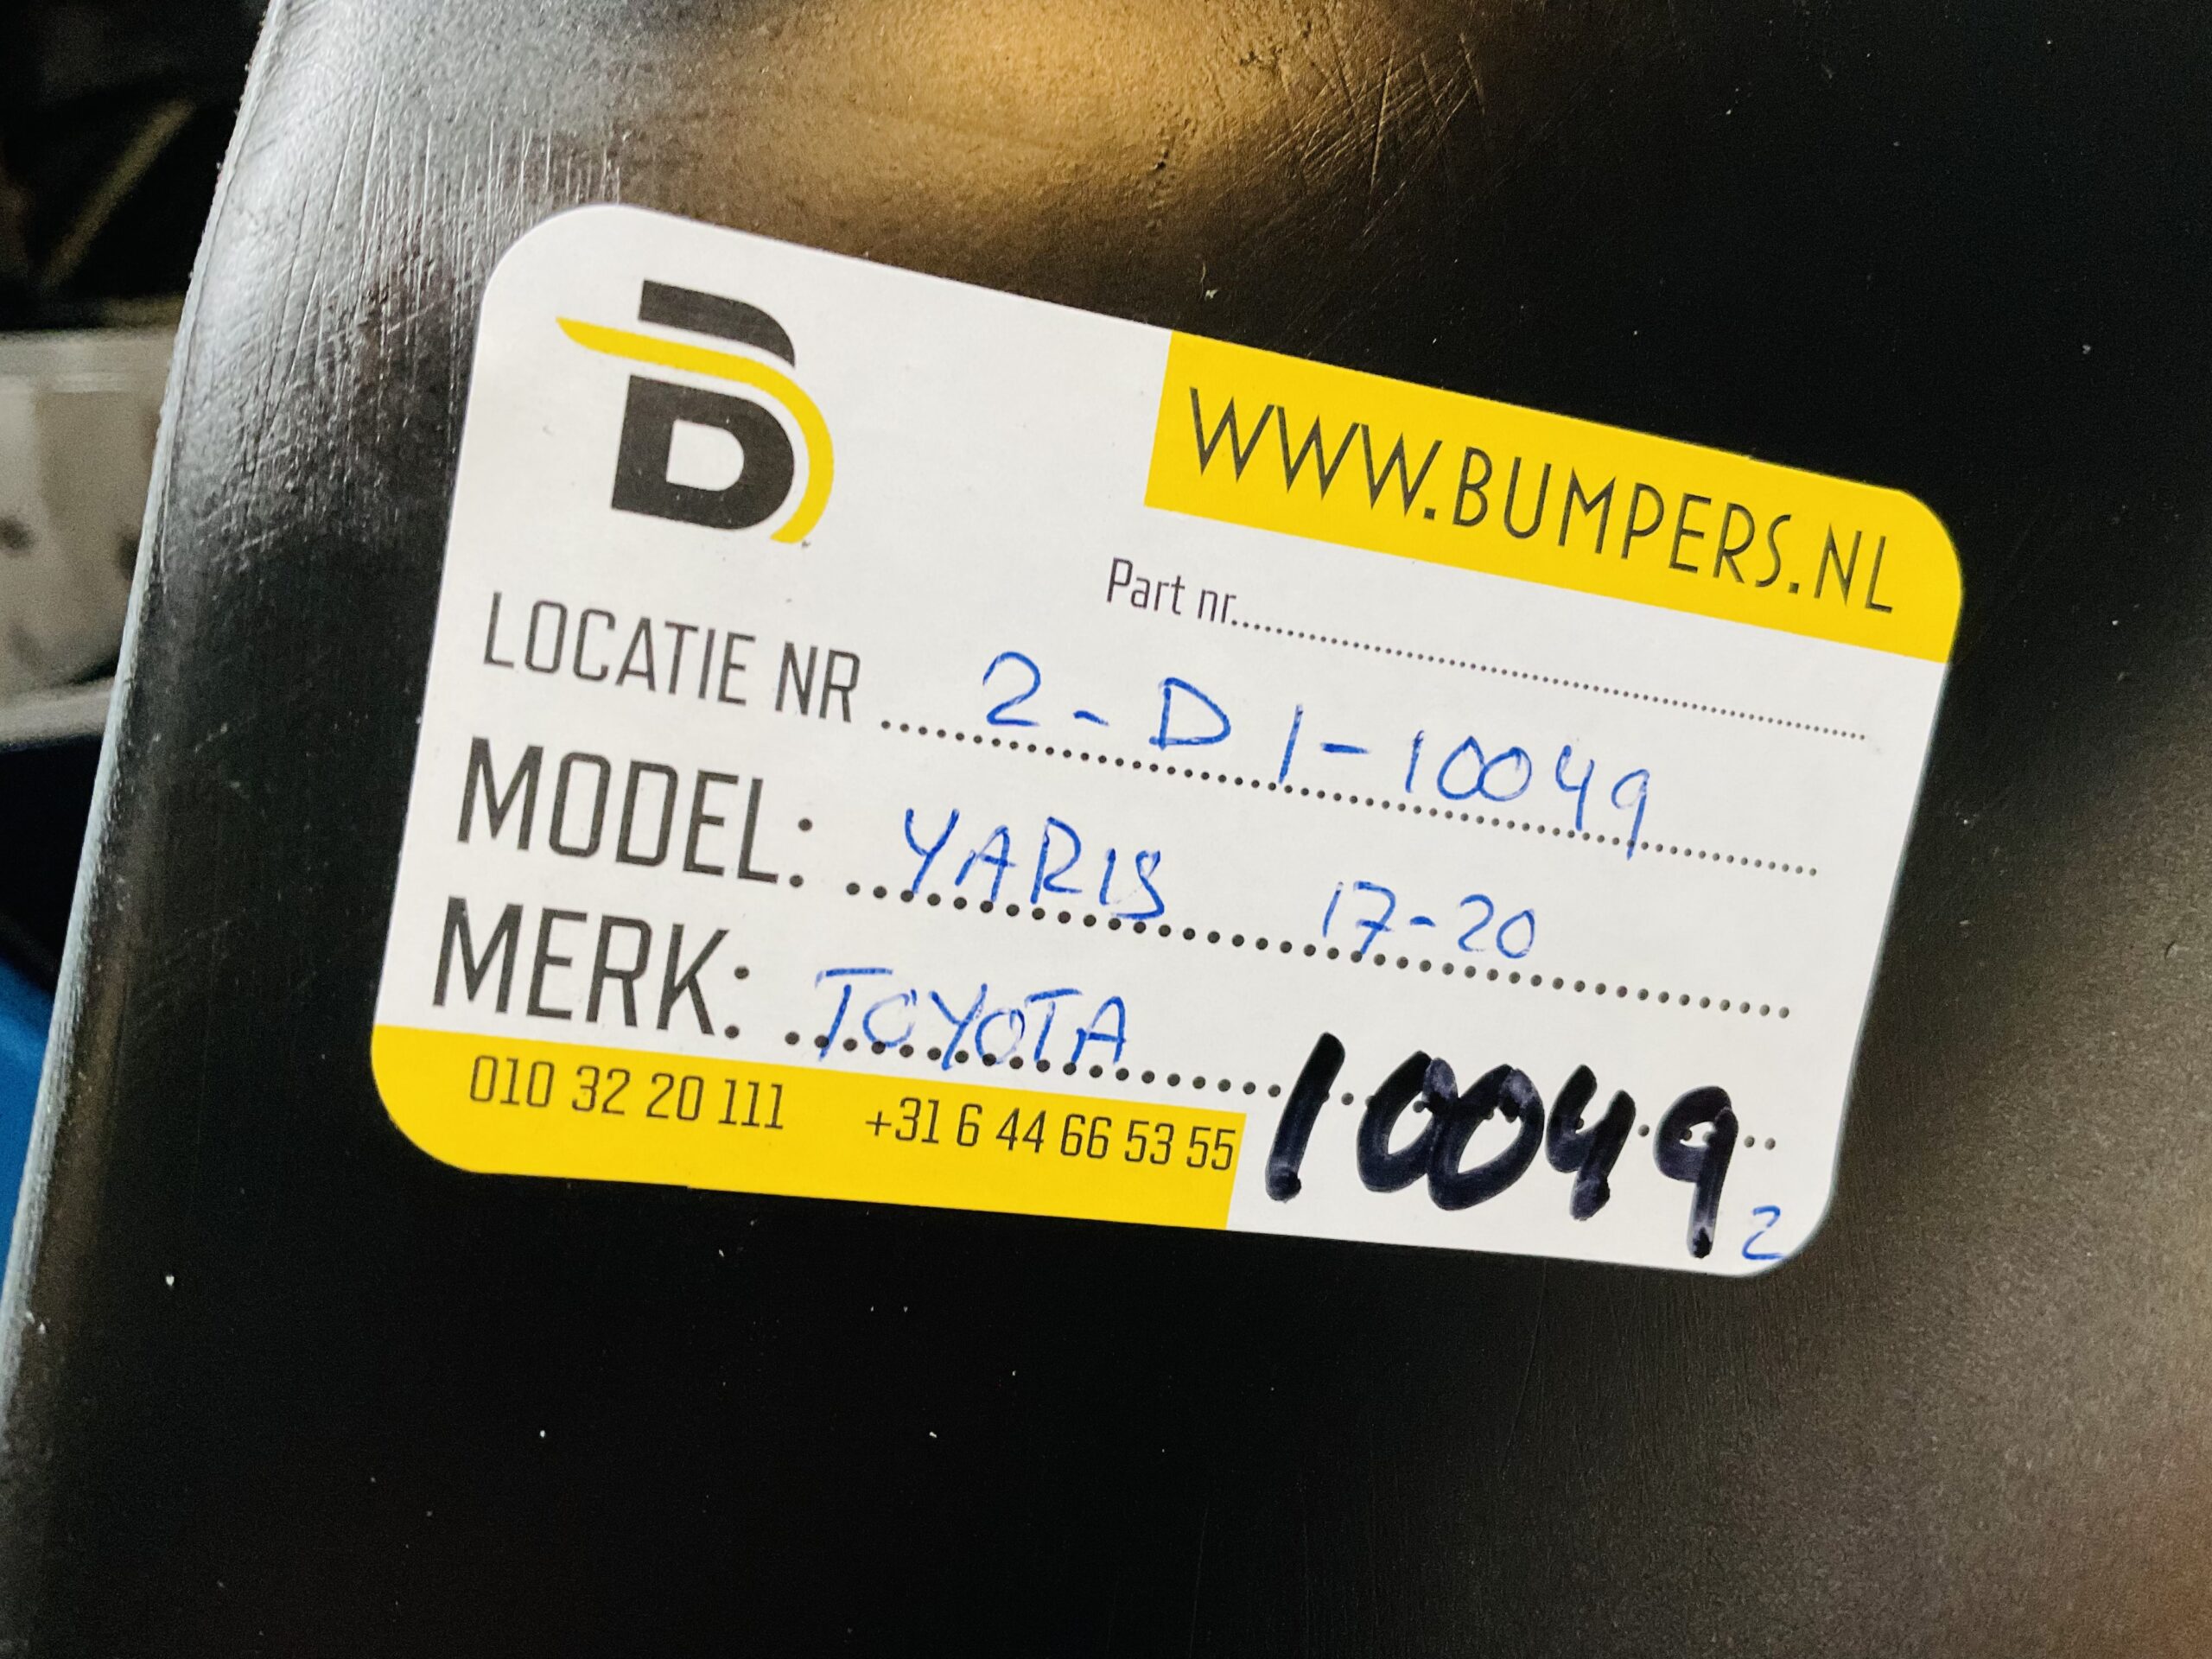 B
WWW.BUMPERS.NL
Part nr.......................................................
LOCATIE NR .... 2-D1-10049
MODEL: ... YARIS 17-20
MERK: ... TOYOTA
10049
2
010 32 20 111 +31 6 44 66 53 55